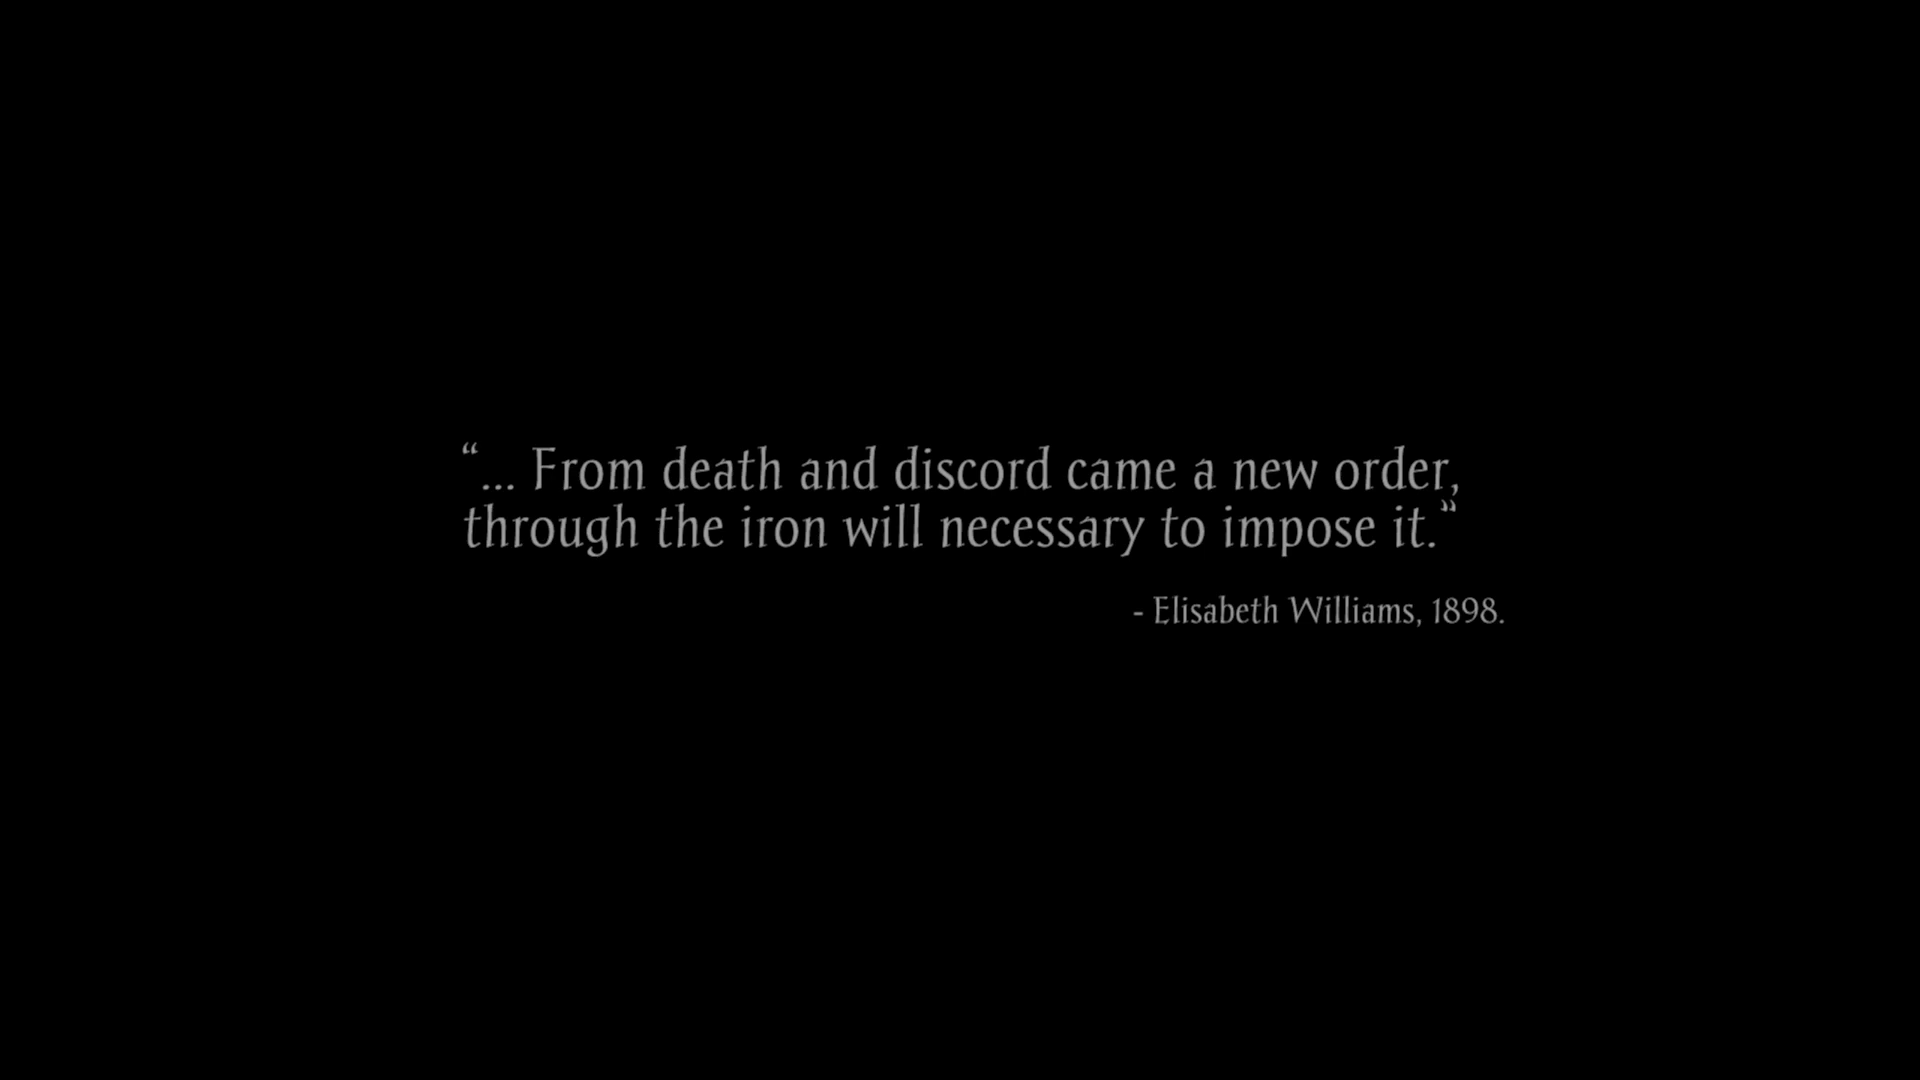 “... From death and discord came a new order,
through the iron will necessary to impose it.”
- Elisabeth Williams, 1898.